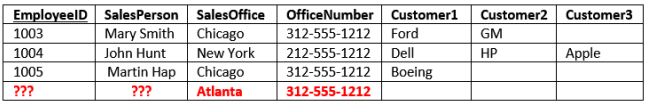 EmployeeID SalesPerson SalesOffice OfficeNumber Customer1 Customer2 Customer3
1003 Mary Smith Chicago 312-555-1212 Ford GM
1004 John Hunt New York 212-555-1212 Dell HP Apple
1005 Martin Hap Chicago 312-555-1212 Boeing
??? ??? Atlanta 312-555-1212